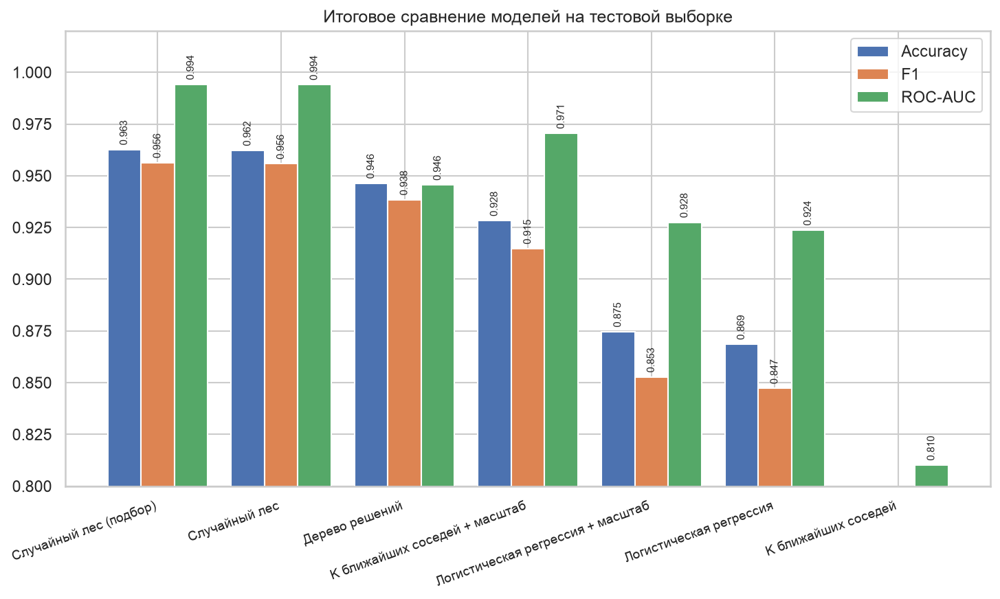 Итоговое сравнение моделей на тестовой выборке
Accuracy
F1
ROC-AUC
1.000
0.975
0.950
0.925
0.900
0.875
0.850
0.825
0.800
0.963
0.956
0.994
0.962
0.956
0.994
0.946
0.938
0.946
0.928
0.915
0.971
0.875
0.853
0.928
0.869
0.847
0.924
0.810
Случайный лес (подбор)
Случайный лес
Дерево решений
К ближайших соседей + масштаб
Логистическая регрессия + масштаб
Логистическая регрессия
К ближайших соседей